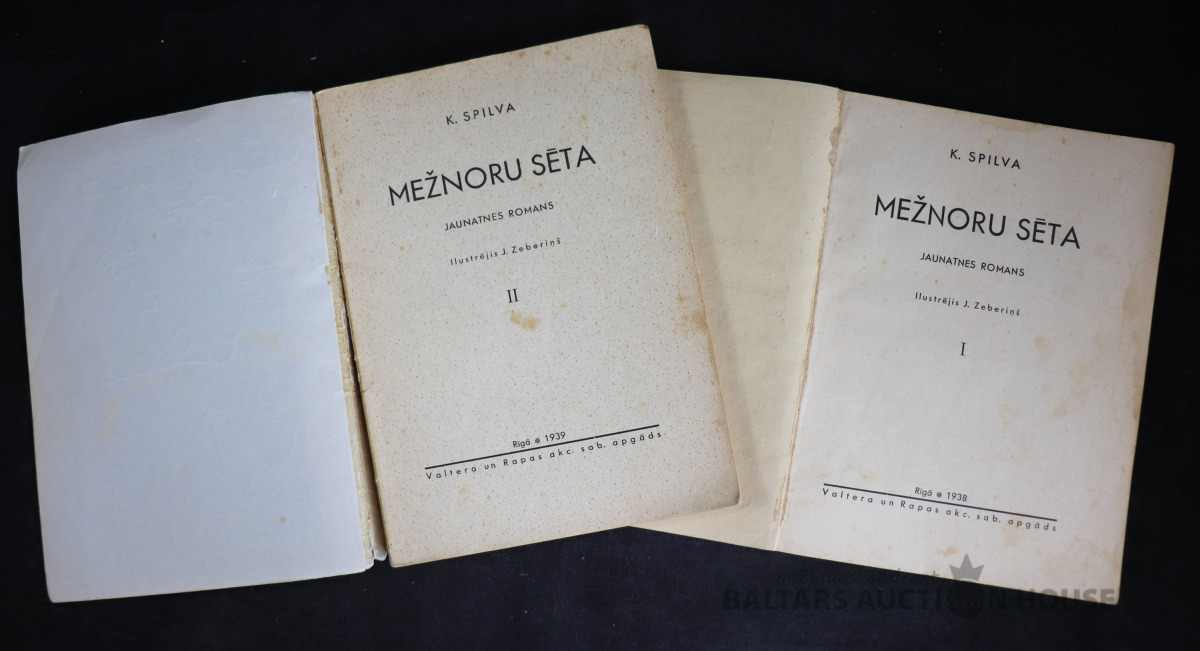 K. SPILVA
MEŽNORU SĒTA
JAUNATNES ROMANS
Ilustrējis J. Zeberiņš
II
Rīgā * 1939
Valtera un Rapas akc. sab. apgāds
K. SPILVA
MEŽNORU SĒTA
JAUNATNES ROMANS
Ilustrējis J. Zeberiņš
I
Rīgā * 1938
Valtera un Rapas akc. sab. apgāds
BALTARS AUCTION HOUSE